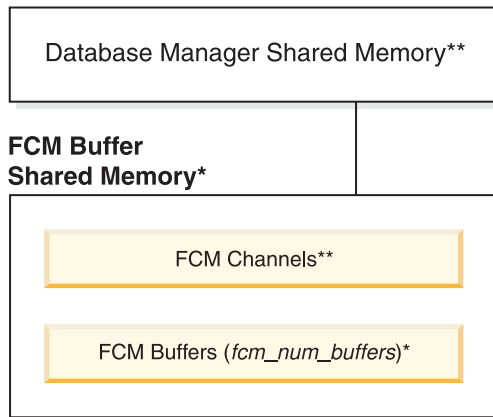 Database Manager Shared Memory**
FCM Buffer
Shared Memory*
FCM Channels**
FCM Buffers (fcm_num_buffers)*